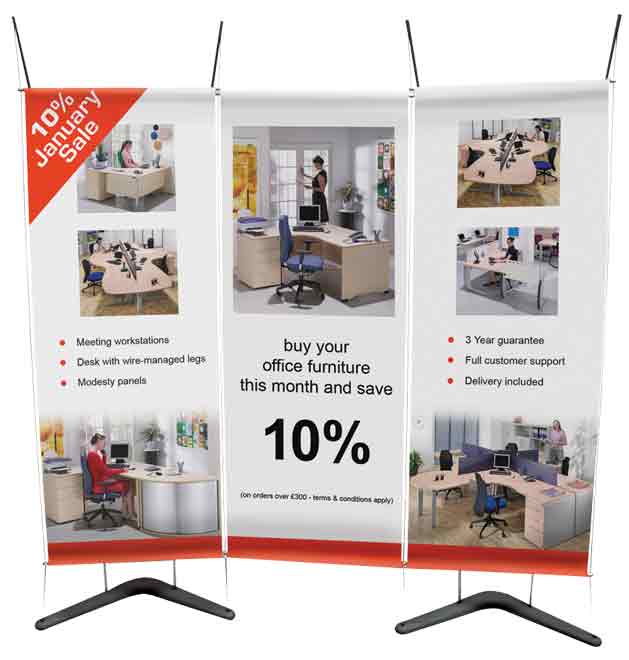 10%
January
Sale
Meeting workstations
Desk with wire-managed legs
Modesty panels
buy your
office furniture
this month and save
10%
(on orders over £300 - terms & conditions apply)
3 Year guarantee
Full customer support
Delivery included